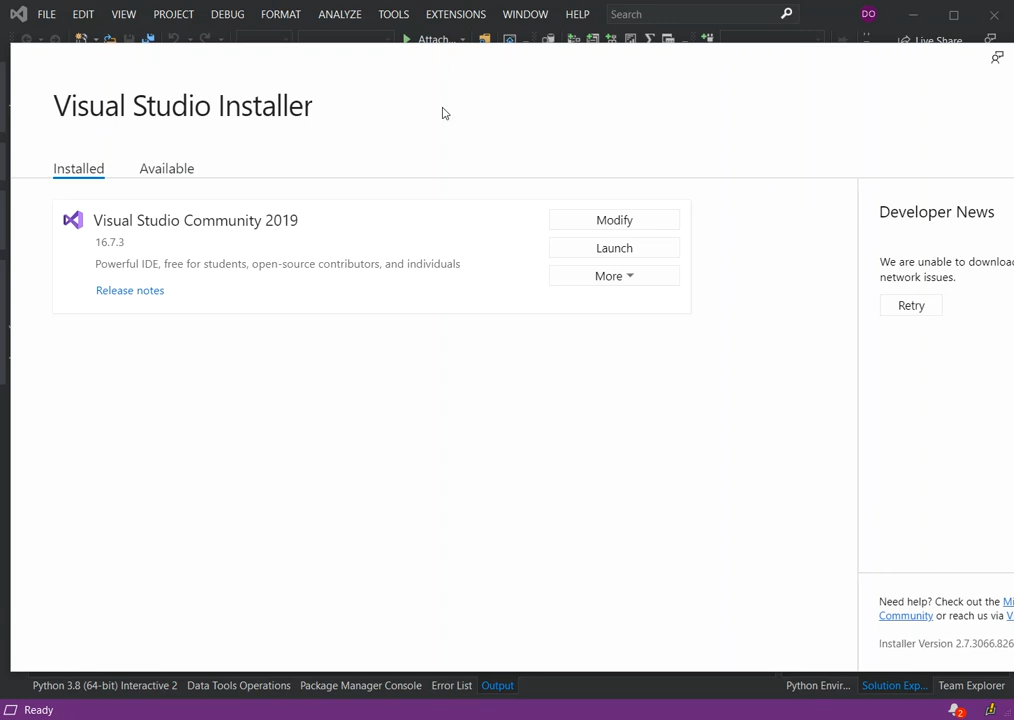 FILE EDIT VIEW PROJECT DEBUG FORMAT ANALYZE TOOLS EXTENSIONS WINDOW HELP Search DO
Attach... Live Share
Visual Studio Installer
Installed Available
Visual Studio Community 2019
16.7.3
Powerful IDE, free for students, open-source contributors, and individuals
Release notes
Modify
Launch
More
Developer News
We are unable to download
network issues.
Retry
Need help? Check out the Mi
Community or reach us via V
Installer Version 2.7.3066.826
Python 3.8 (64-bit) Interactive 2 Data Tools Operations Package Manager Console Error List Output Python Envir... Solution Exp... Team Explorer
Ready 2